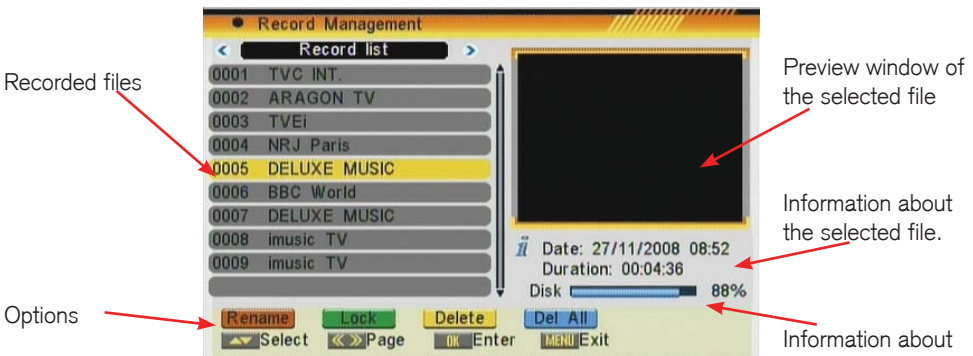 Record Management
Record list
Recorded files
0001 TVC INT.
0002 ARAGON TV
0003 TVEi
0004 NRJ Paris
0005 DELUXE MUSIC
0006 BBC World
0007 DELUXE MUSIC
0008 imusic TV
0009 imusic TV
Preview window of
the selected file
Information about
the selected file.
Date: 27/11/2008 08:52
Duration: 00:04:36
Disk 88%
Information about
Options
Rename Lock Delete Del All
Select Page OK Enter MENU Exit